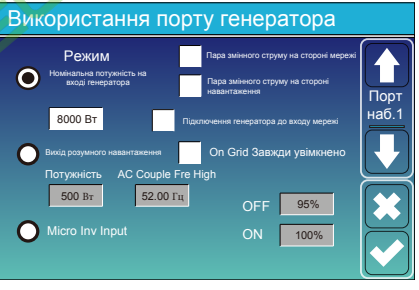 Використання порту генератора
Режим
Номінальна потужність на
вході генератора
Пара змінного струму на стороні мережі
Пара змінного струму на стороні
навантаження
8000 Вт
Підключення генератора до входу мережі
Вихід розумного навантаження
On Grid Завжди увімкнено
Потужність
AC Couple Fre High
500 Вт
52.00 Гц
OFF
95%
Micro Inv Input
ON
100%
Порт
наб.1